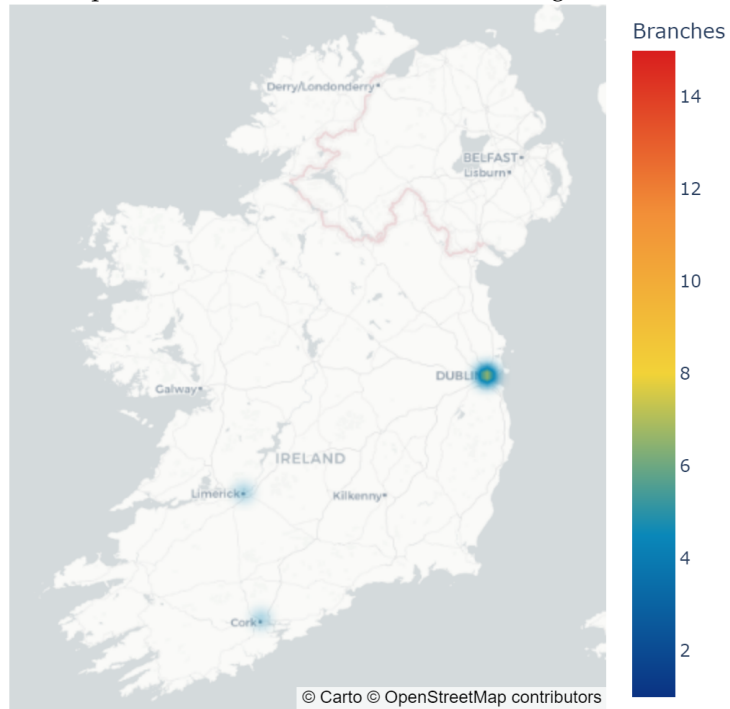 Branches
Derry/Londonderry
14
BELFAST
Lisburn
12
10
DUBLI
8
Galway
IRELAND
6
Limerick
Kilkenny
4
Cork
2
© Carto © OpenStreetMap contributors